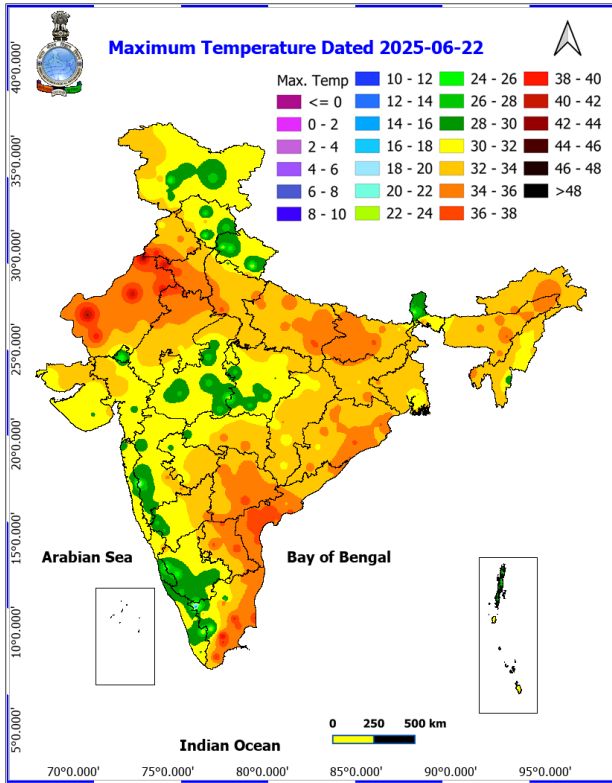 Maximum Temperature Dated 2025-06-22
Max. Temp
<= 0
0 - 2
2 - 4
4 - 6
6 - 8
8 - 10
10 - 12
12 - 14
14 - 16
16 - 18
18 - 20
20 - 22
22 - 24
24 - 26
26 - 28
28 - 30
30 - 32
32 - 34
34 - 36
36 - 38
38 - 40
40 - 42
42 - 44
44 - 46
46 - 48
>48
40°0.000'
35°0.000'
30°0.000'
25°0.000'
20°0.000'
15°0.000'
10°0.000'
5°0.000'
Arabian Sea
Bay of Bengal
Indian Ocean
0 250 500 km
70°0.000' 75°0.000' 80°0.000' 85°0.000' 90°0.000' 95°0.000'